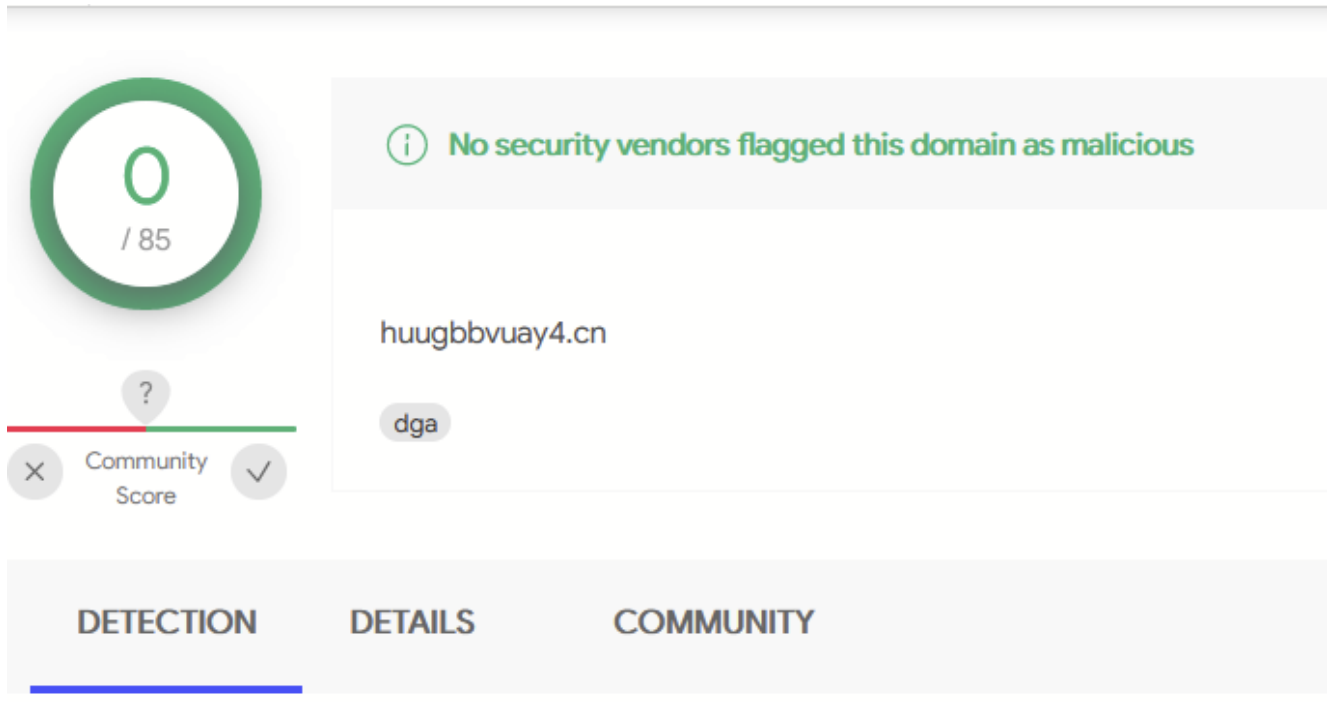 0
/ 85
No security vendors flagged this domain as malicious
huugbbvuay4.cn
dga
?
Community
Score
DETECTION
DETAILS
COMMUNITY